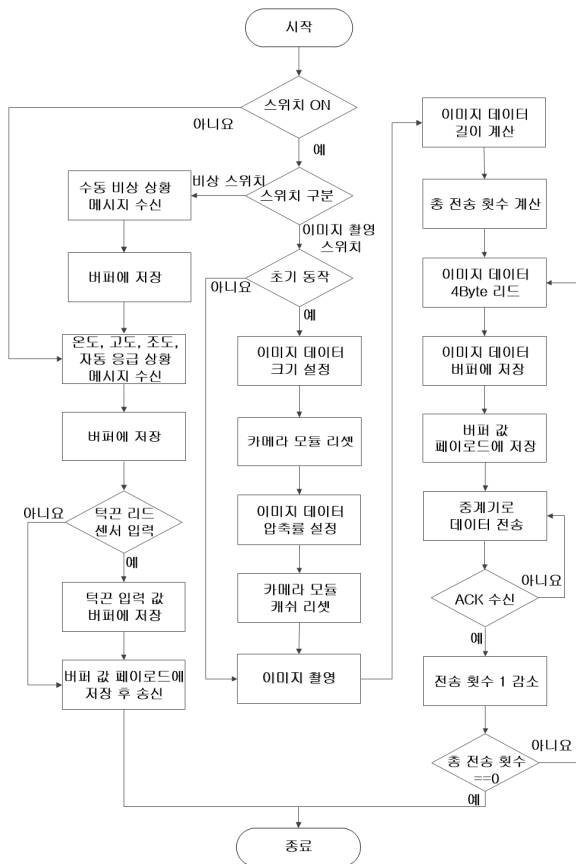 시작
스위치 ON
아니요
예
비상 스위치
스위치 구분
수동 비상 상황
메시지 수신
이미지 촬영
스위치
버퍼에 저장
아니요
초기 동작
예
온도, 고도, 조도,
자동 응급 상황
메시지 수신
이미지 데이터
크기 설정
버퍼에 저장
카메라 모듈 리셋
아니요
턱끈 리드
센서 입력
예
이미지 데이터
압축률 설정
턱끈 입력 값
버퍼에 저장
카메라 모듈
캐쉬 리셋
버퍼 값 페이로드에
저장 후 송신
이미지 촬영
이미지 데이터
길이 계산
총 전송 횟수 계산
이미지 데이터
4Byte 리드
이미지 데이터
버퍼에 저장
버퍼 값
페이로드에 저장
중계기로
데이터 전송
아니요
ACK 수신
예
전송 횟수 1 감소
아니요
총 전송 횟수
==0
예
종료